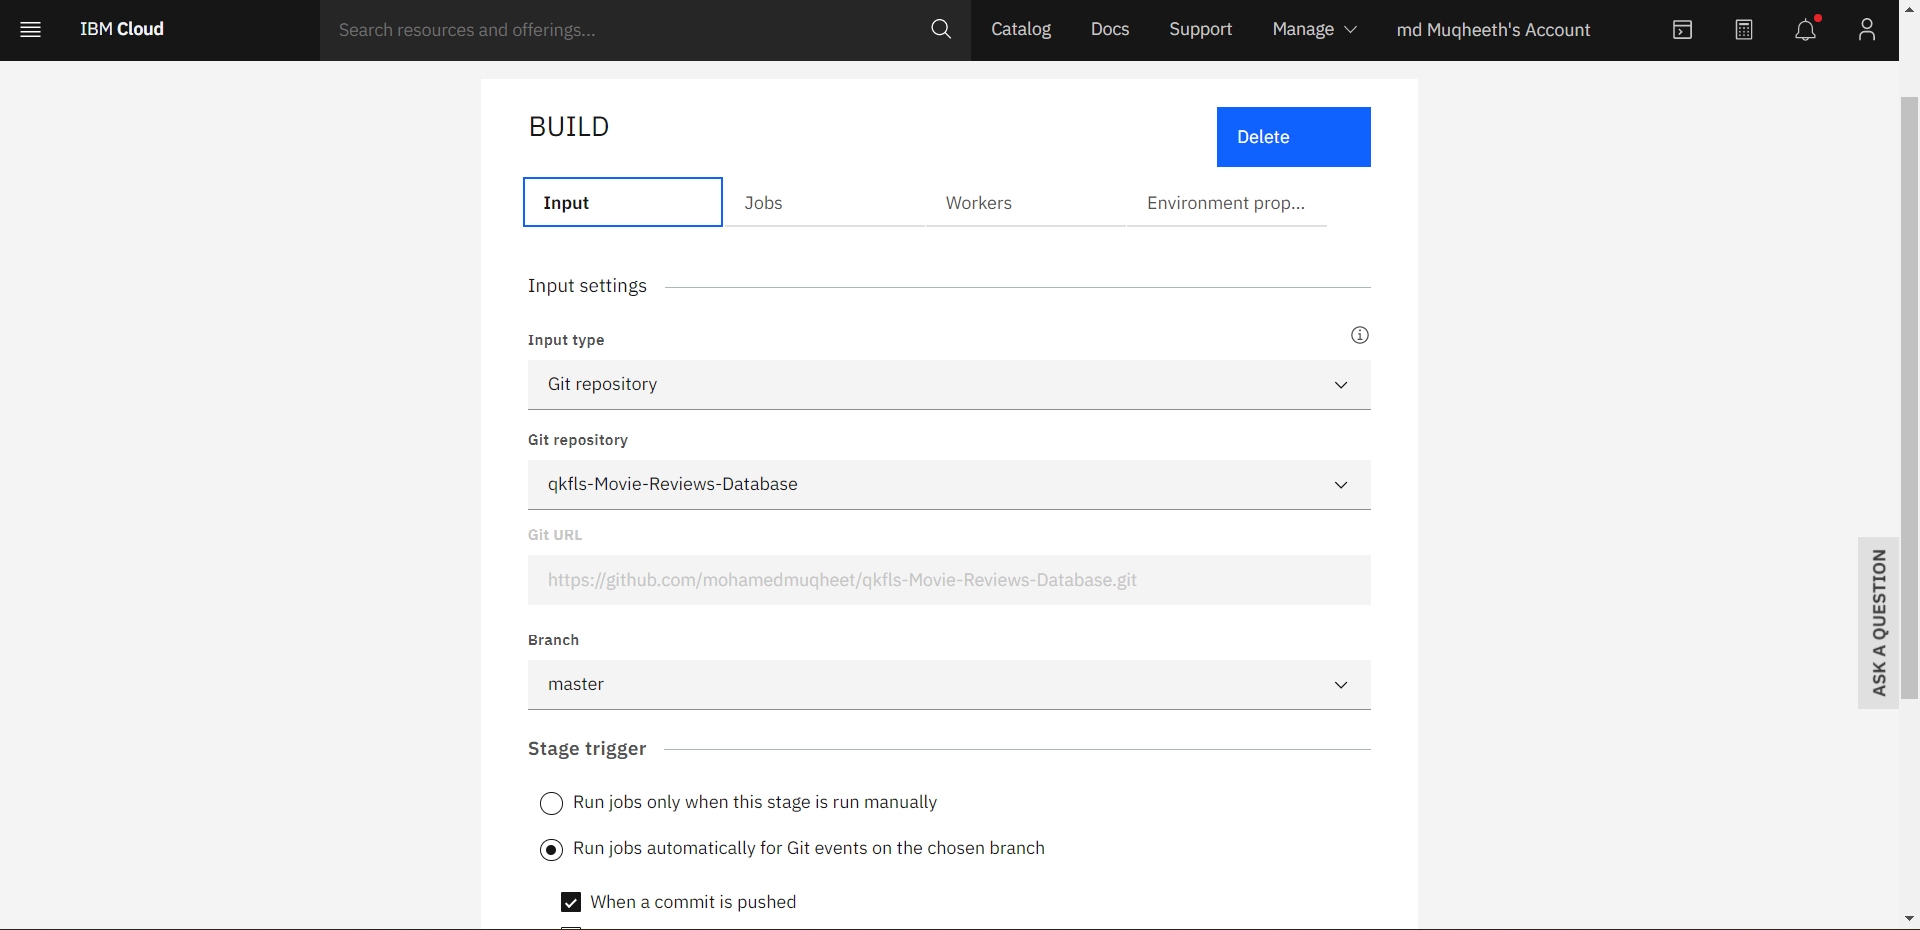 IBM Cloud
Search resources and offerings...
Catalog
Docs
Support
Manage
md Muqheeth's Account
BUILD
Delete
Input
Jobs
Workers
Environment prop...
Input settings
Input type
Git repository
Git repository
qkfls-Movie-Reviews-Database
Git URL
https://github.com/mohamedmuqheet/qkfls-Movie-Reviews-Database.git
Branch
master
Stage trigger
Run jobs only when this stage is run manually
Run jobs automatically for Git events on the chosen branch
When a commit is pushed
ASK A QUESTION